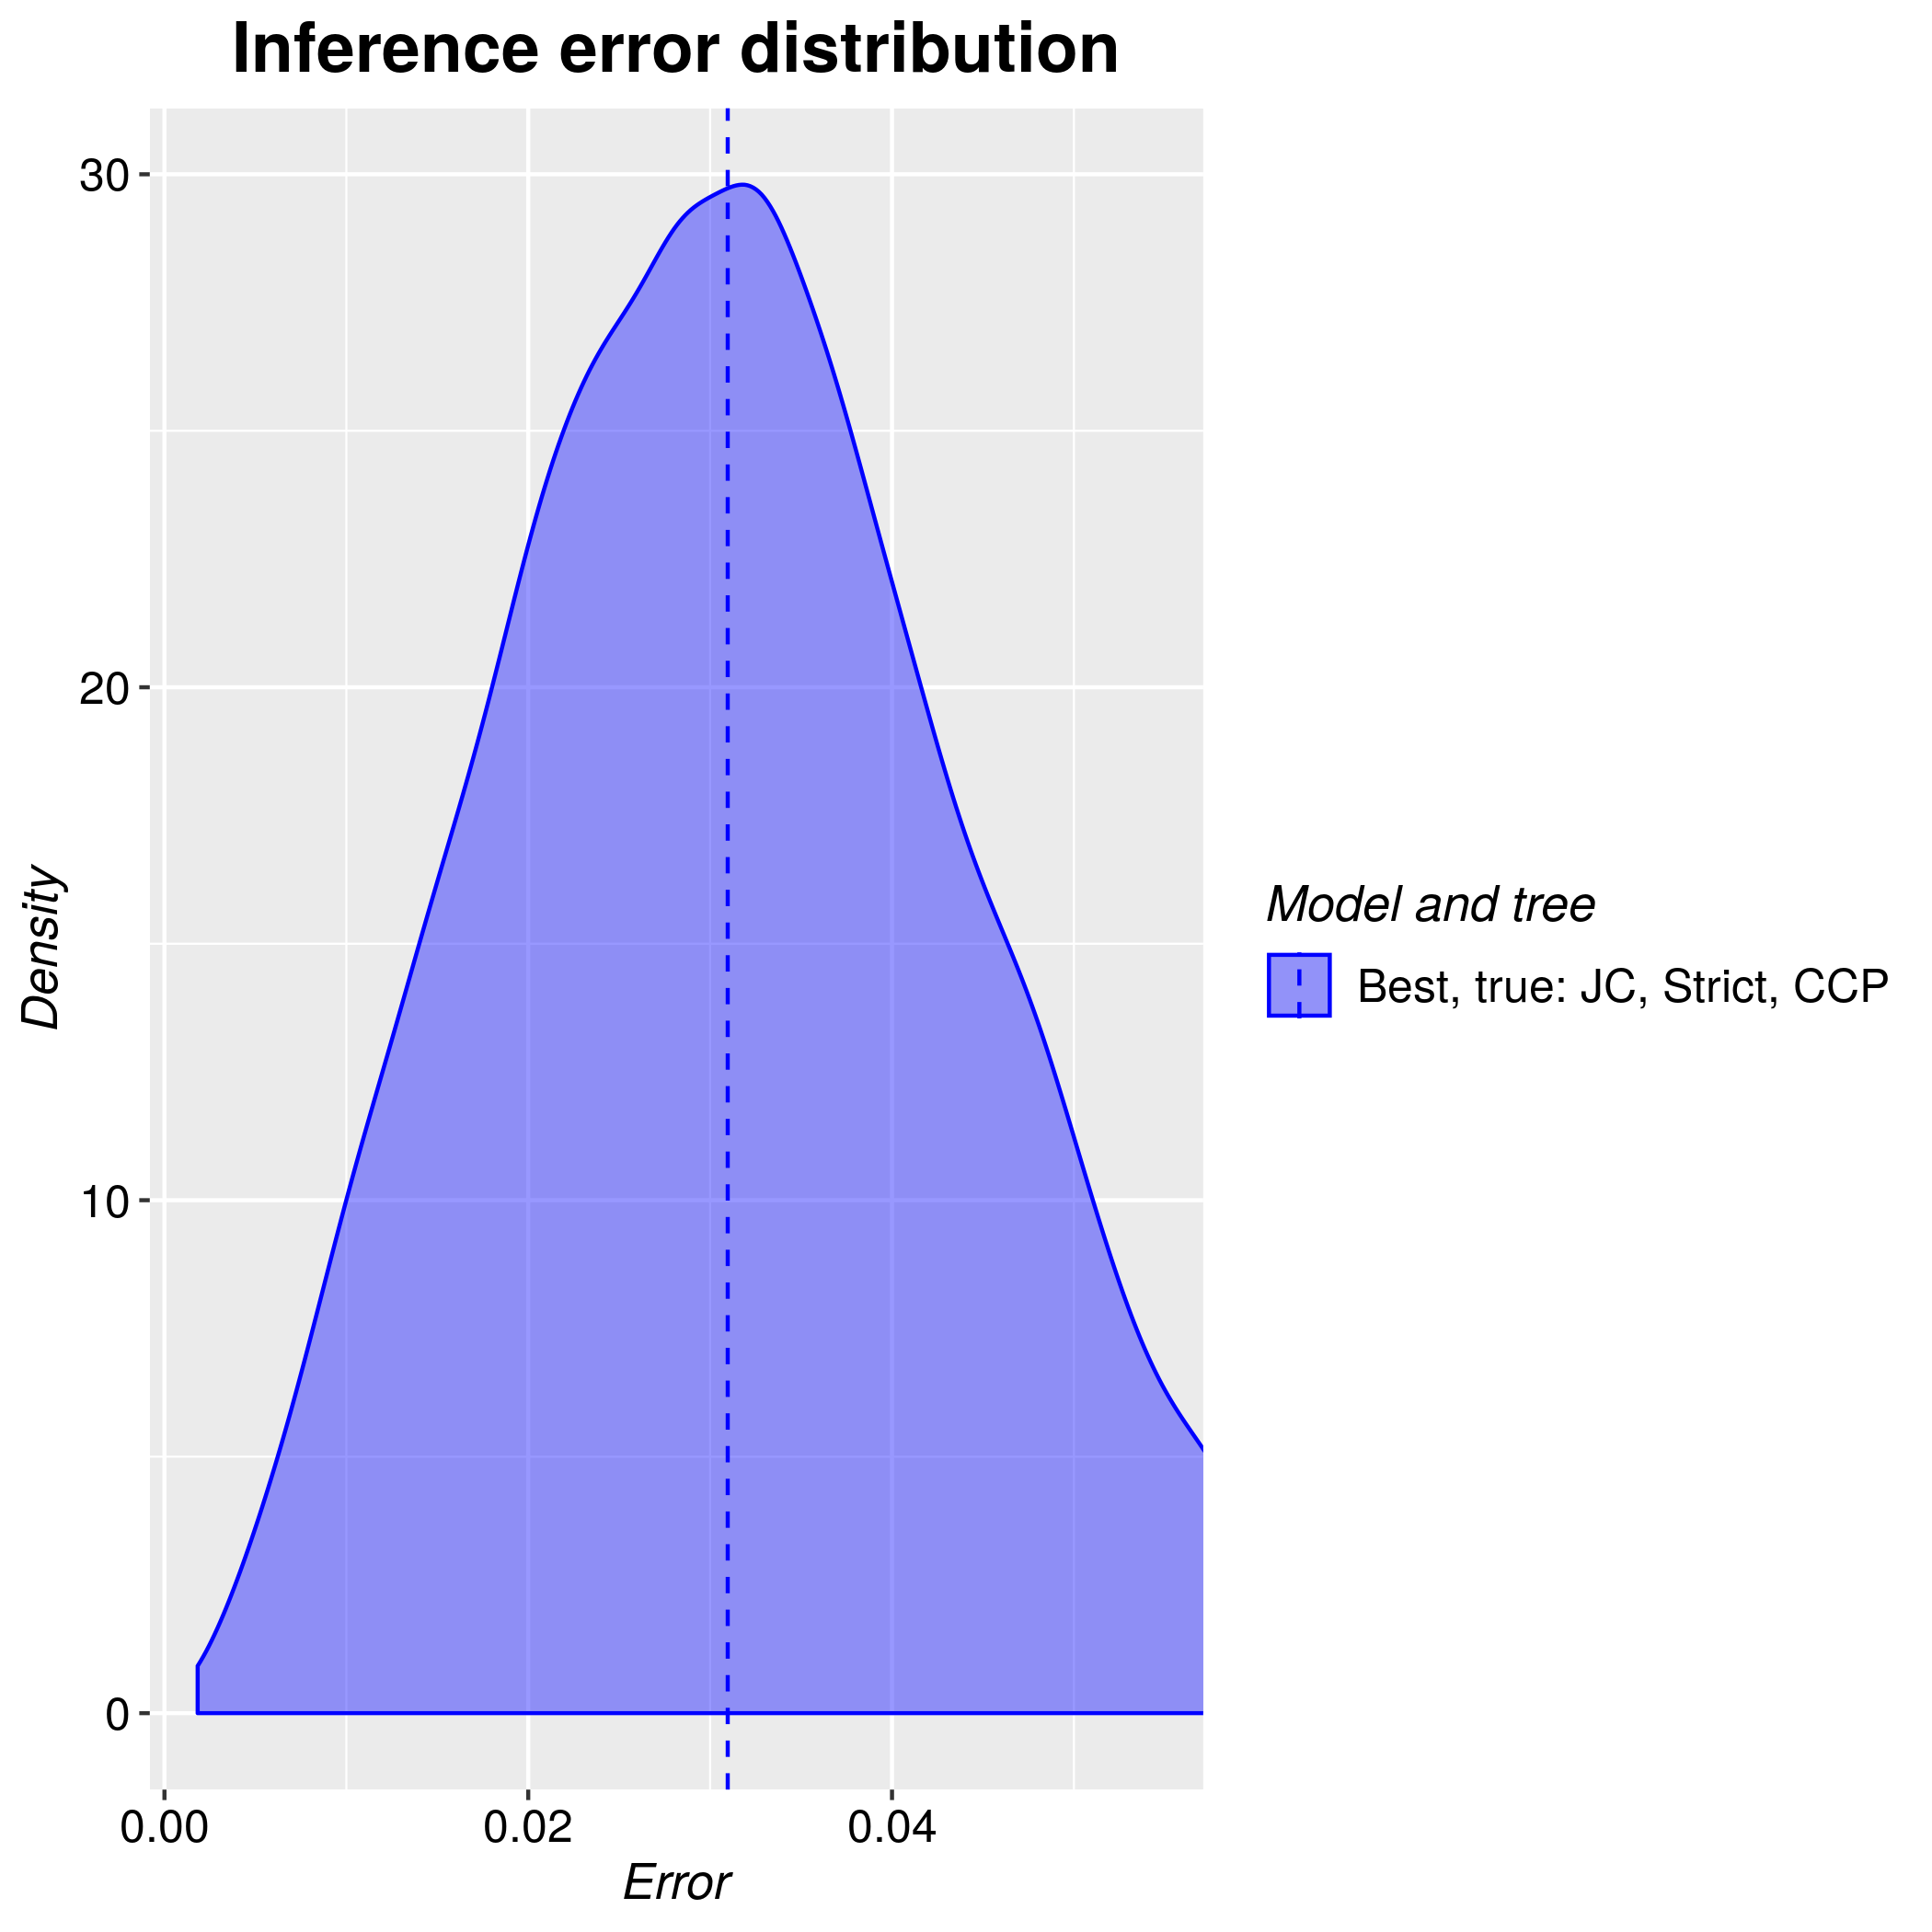 Inference error distribution
30
20
10
0
Density
0.00
0.02
0.04
Error
Model and tree
Best, true: JC, Strict, CCP